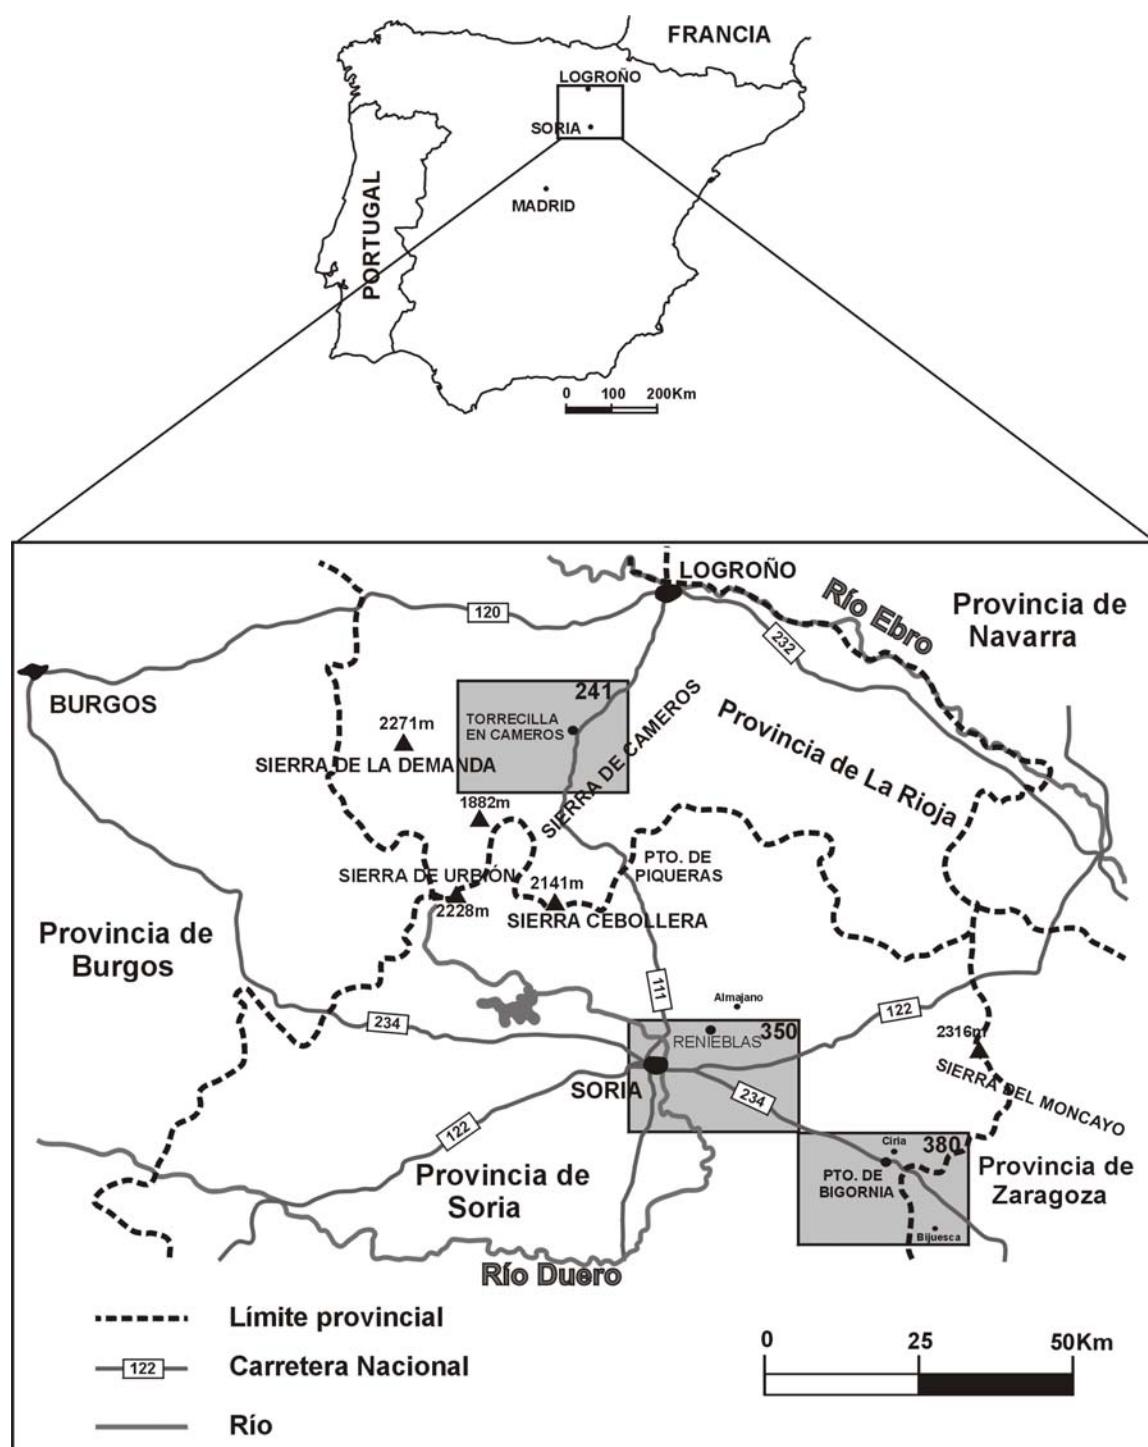 FRANCIA
LOGROÑO
SORIA
MADRID
PORTUGAL
0 100 200Km
LOGROÑO
Río Ebro
Provincia de
Navarra
120
232
BURGOS
241
TORRECILLA
EN CAMEROS
SIERRA DE CAMEROS
Provincia de La Rioja
2271m
SIERRA DE LA DEMANDA
1882m
PTO. DE
PIQUERAS
SIERRA DE URBIÓN
2228m
2141m
SIERRA CEBOLLERA
Provincia de
Burgos
111
Almajano
122
234
RENIEBLAS
350
2316m
SIERRA DEL MONCAYO
SORIA
234
122
Ciria
380
PTO. DE
BIGORNIA
Provincia de
Zaragoza
Bijuesca
Provincia de
Soria
Río Duero
Límite provincial
122
Carretera Nacional
Río
0 25 50Km